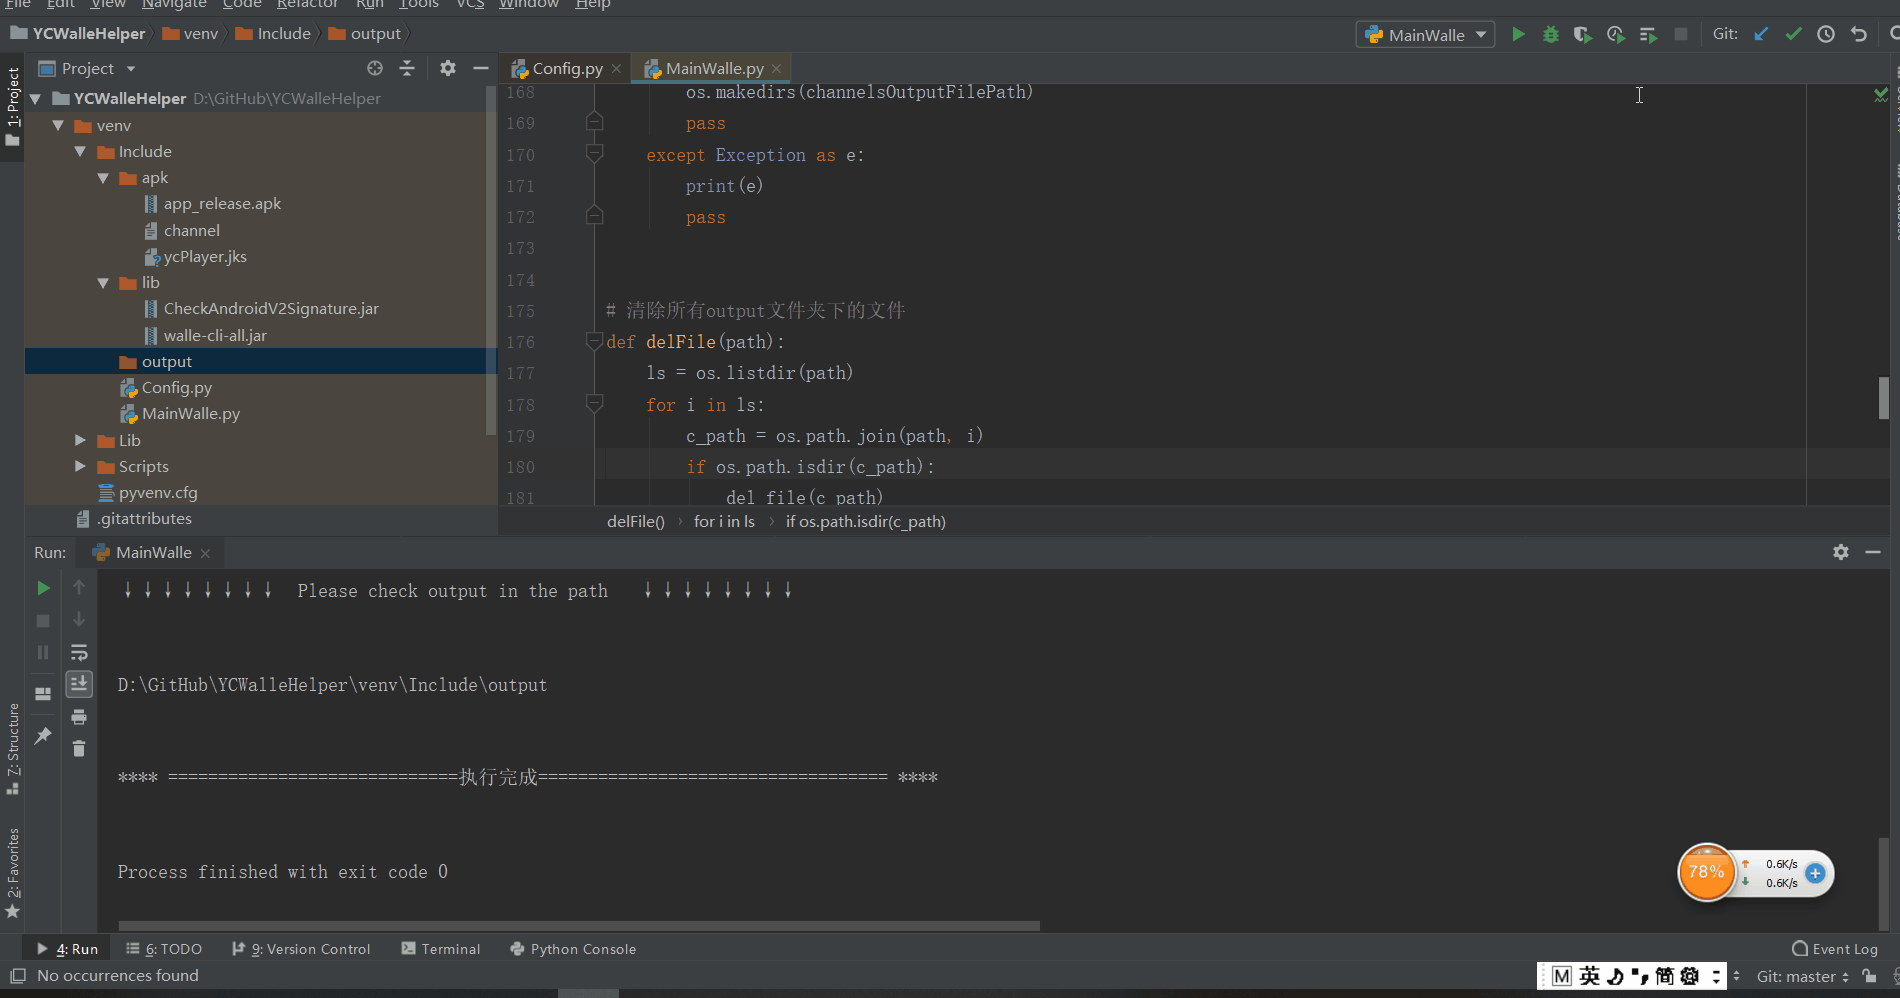 File Edit View Navigate Code Refactor Run Tools VCS Window Help
YCWalleHelper venv Include output
MainWalle
Git:
1: Project
Project
Config.py
MainWalle.py
YCWalleHelper D:\GitHub\YCWalleHelper
venv
Include
apk
app_release.apk
channel
ycPlayer.jks
lib
CheckAndroidV2Signature.jar
walle-cli-all.jar
output
Config.py
MainWalle.py
Lib
Scripts
pyvenv.cfg
.gitattributes
168 os.makedirs(channelsOutputFilePath)
169 pass
170 except Exception as e:
171 print(e)
172 pass
173
174
175 # 清除所有output文件夹下的文件
176 def delFile(path):
177 ls = os.listdir(path)
178 for i in ls:
179 c_path = os.path.join(path, i)
180 if os.path.isdir(c_path):
181 del_file(c_path)
delFile() › for i in ls › if os.path.isdir(c_path)
Run: MainWalle
↓↓↓↓↓↓↓↓ Please check output in the path ↓↓↓↓↓↓↓↓
D:\GitHub\YCWalleHelper\venv\Include\output
**** =============================执行完成=================================== ****
Process finished with exit code 0
7: Structure
2: Favorites
78%
0.6K/s
0.6K/s
4: Run
6: TODO
9: Version Control
Terminal
Python Console
Event Log
No occurrences found
M 英 简
Git: master